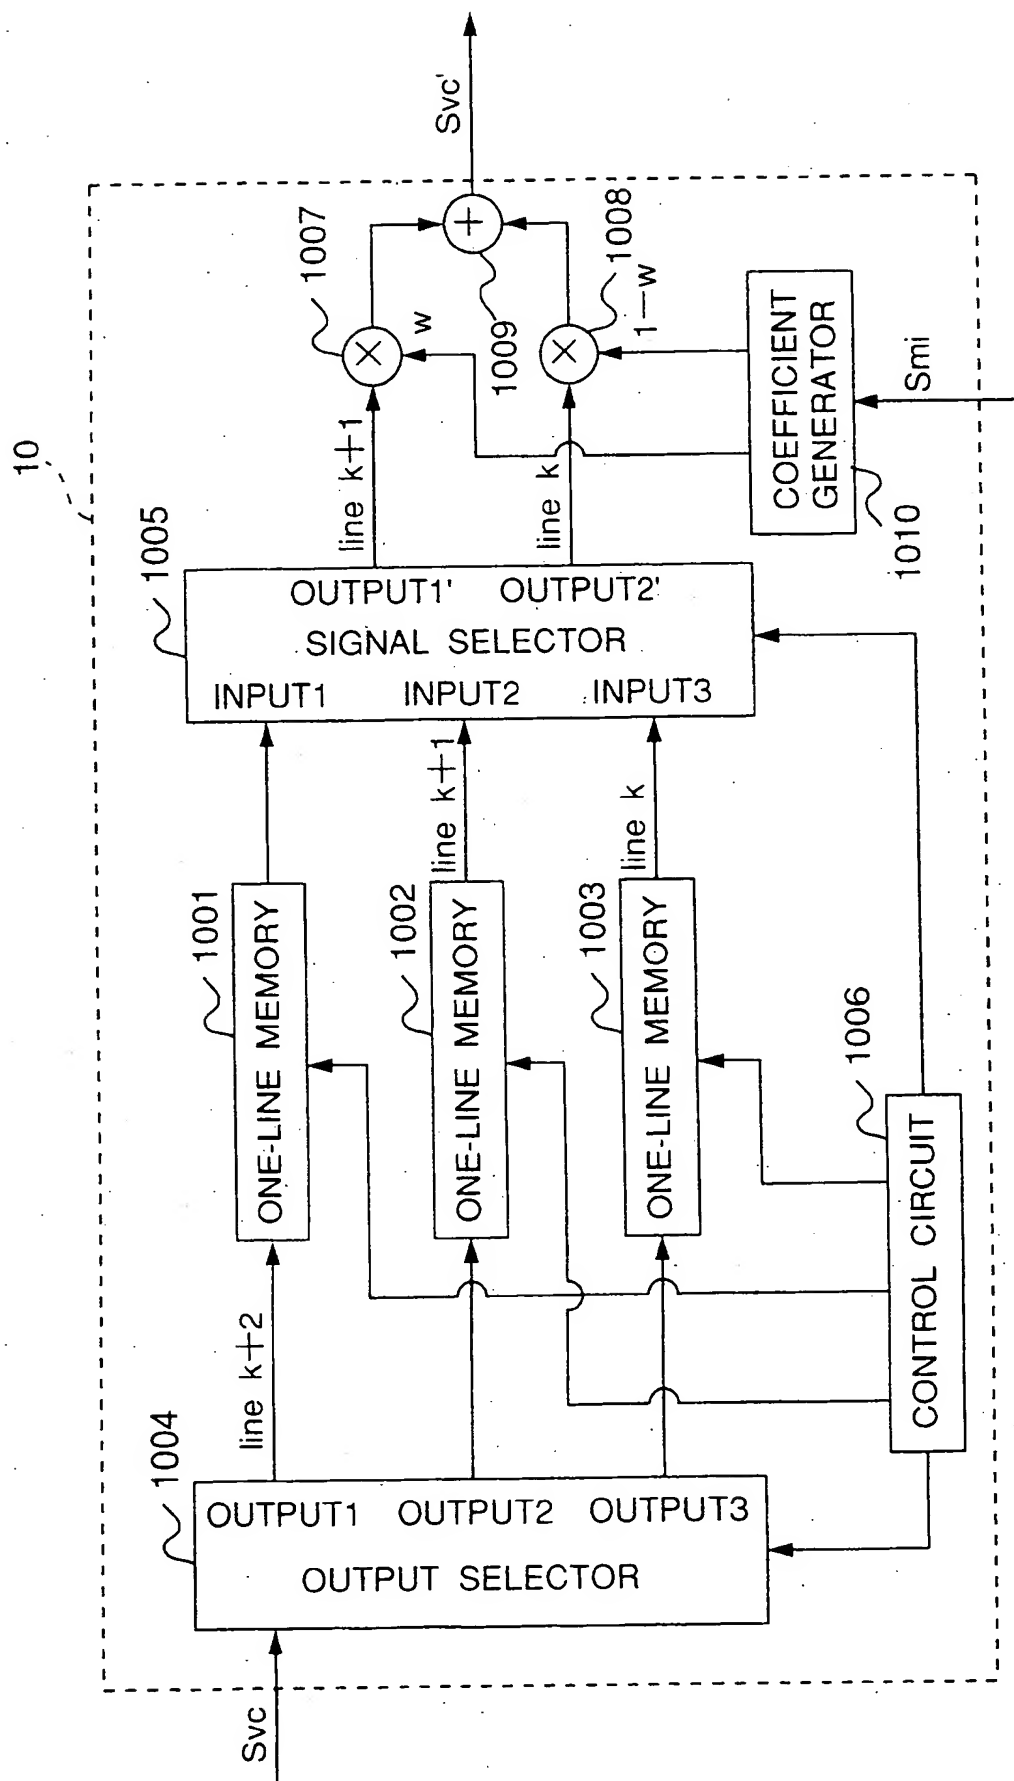 10
Svc
1004
OUTPUT SELECTOR
OUTPUT1
OUTPUT2
OUTPUT3
line k+2
1001
ONE-LINE MEMORY
1002
ONE-LINE MEMORY
1003
ONE-LINE MEMORY
1006
CONTROL CIRCUIT
line k+1
line k
1005
INPUT1
INPUT2
INPUT3
SIGNAL SELECTOR
OUTPUT1'
OUTPUT2'
line k+1
line k
1007
×
w
1009
+
1008
×
1—w
COEFFICIENT
GENERATOR
1010
Smi
Svc'